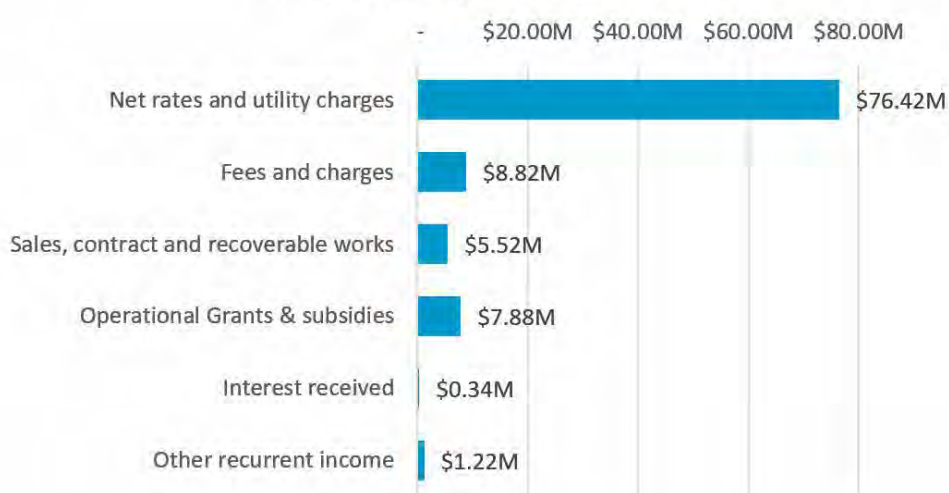 - $20.00M $40.00M $60.00M $80.00M
Net rates and utility charges $76.42M
Fees and charges $8.82M
Sales, contract and recoverable works $5.52M
Operational Grants & subsidies $7.88M
Interest received $0.34M
Other recurrent income $1.22M